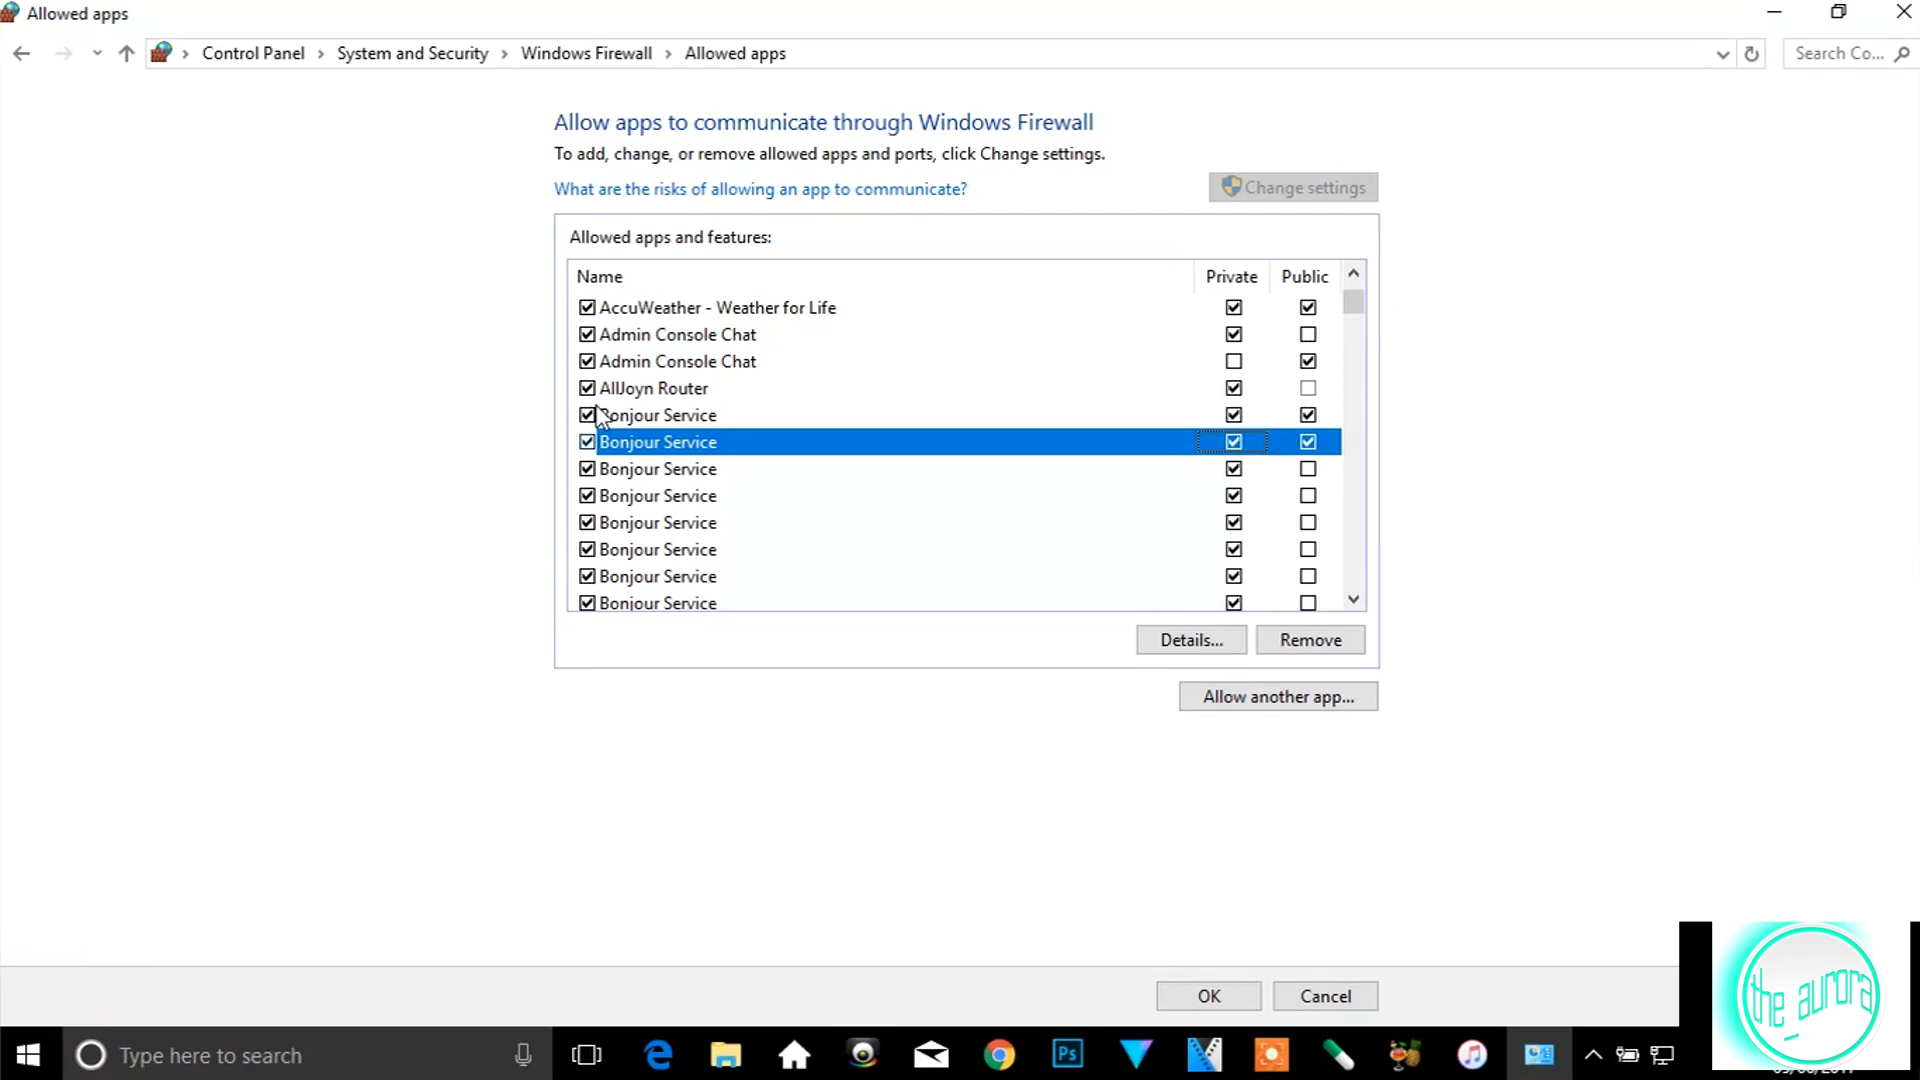 Allowed apps
Control Panel > System and Security > Windows Firewall > Allowed apps
Search Co...
Allow apps to communicate through Windows Firewall
To add, change, or remove allowed apps and ports, click Change settings.
What are the risks of allowing an app to communicate?
Change settings
Allowed apps and features:
Name Private Public
AccuWeather - Weather for Life
Admin Console Chat
Admin Console Chat
AllJoyn Router
Bonjour Service
Bonjour Service
Bonjour Service
Bonjour Service
Bonjour Service
Bonjour Service
Bonjour Service
Bonjour Service
Details... Remove
Allow another app...
OK Cancel
the aurora
Type here to search
Ps